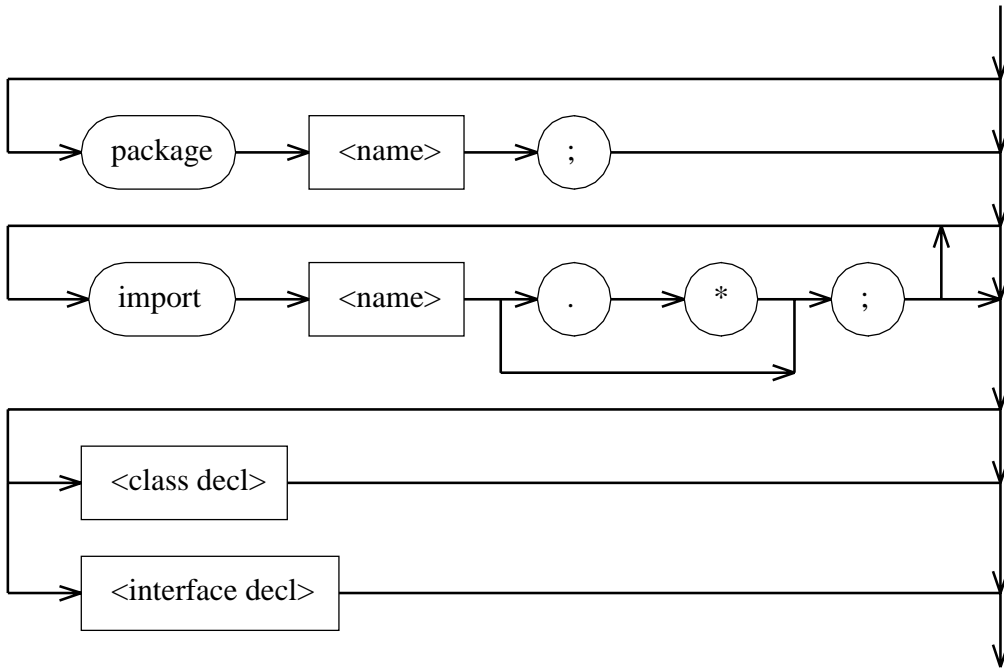 package <name> ;
import <name> . * ;
<class decl>
<interface decl>